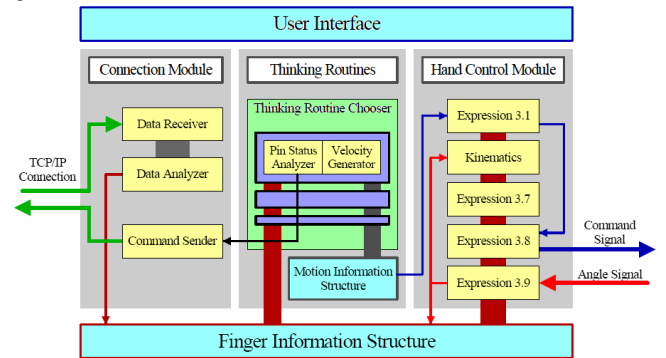 User Interface
Connection Module
Thinking Routines
Hand Control Module
Thinking Routine Chooser
Data Receiver
Data Analyzer
Command Sender
TCP/IP
Connection
Pin Status
Analyzer
Velocity
Generator
Motion Information
Structure
Expression 3.1
Kinematics
Expression 3.7
Expression 3.8
Expression 3.9
Command
Signal
Angle Signal
Finger Information Structure